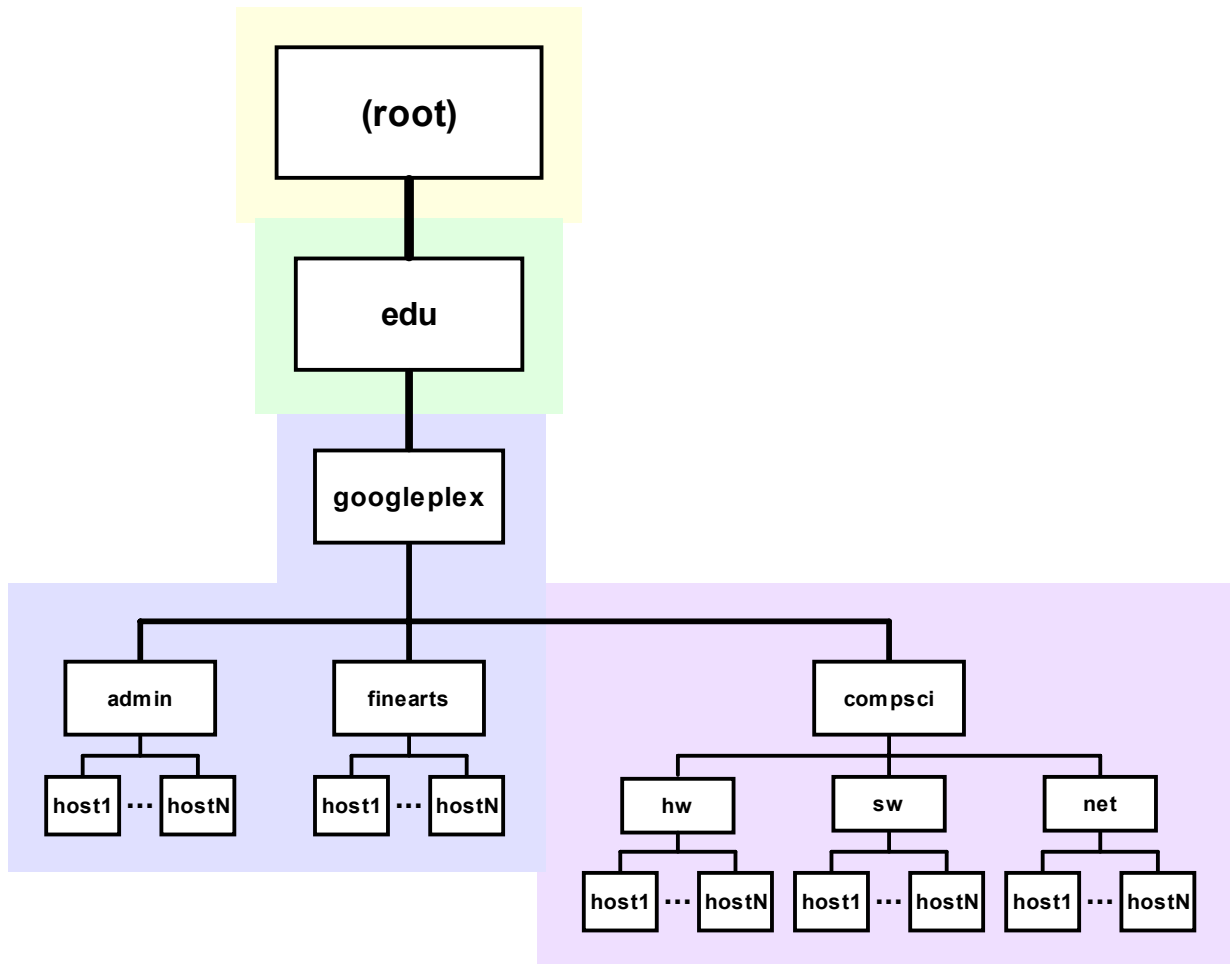 (root)
edu
googleplex
admin
finearts
compsci
host1 ... hostN
host1 ... hostN
hw
sw
net
host1 ... hostN
host1 ... hostN
host1 ... hostN